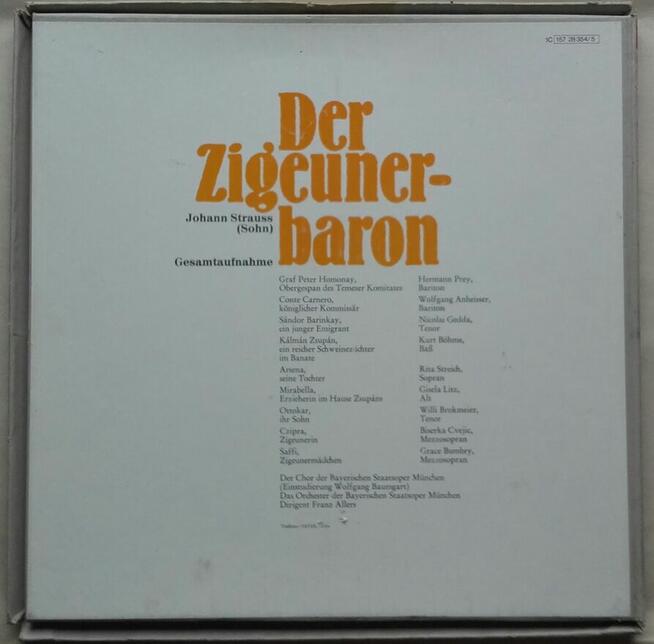 1C 157 28 354/5
Der
Zigeuner-
baron
Johann Strauss
(Sohn)
Gesamtaufnahme
Graf Peter Homonay, Hermann Prey,
Obergespan des Temeser Komitates Bariton
Conte Carnero, Wolfgang Anheisser,
königlicher Kommissär Bariton
Sándor Barinkay, Nicolai Gedda,
ein junger Emigrant Tenor
Kálmán Zsupán, Kurt Böhme,
ein reicher Schweinezüchter Baß
im Banate
Arsena, Rita Streich,
seine Tochter Sopran
Mirabella, Gisela Litz,
Erzieherin im Hause Zsupáns Alt
Ottokar, Willi Brokmeier,
ihr Sohn Tenor
Czipra, Biserka Cvejic,
Zigeunerin Mezzosopran
Saffi, Grace Bumbry,
Zigeunermädchen Mezzosopran
Der Chor der Bayerischen Staatsoper München
(Einstudierung Wolfgang Baumgart)
Das Orchester der Bayerischen Staatsoper München
Dirigent Franz Allers